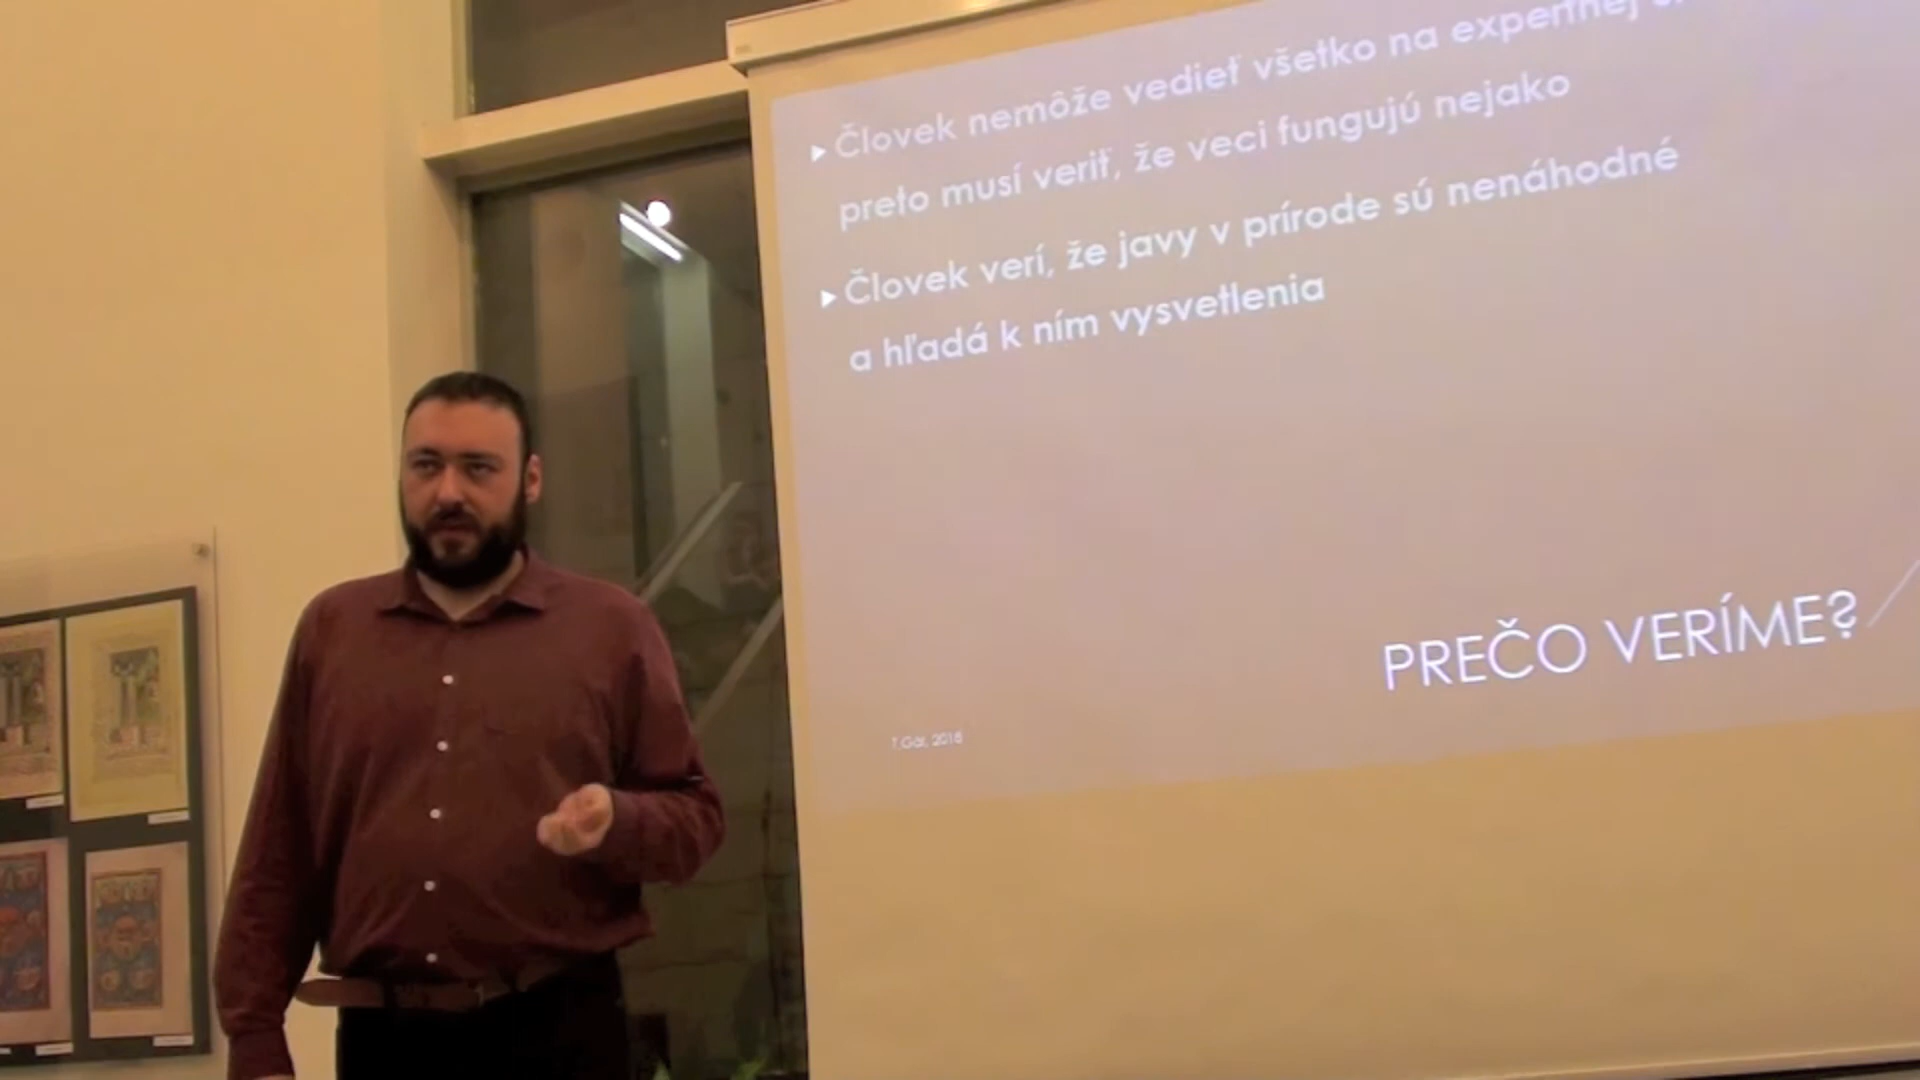 Človek nemôže vedieť všetko na expertnej
preto musí veriť, že veci fungujú nejako
Človek verí, že javy v prírode sú nenáhodné
a hľadá k ním vysvetlenia
PREČO VERÍME?